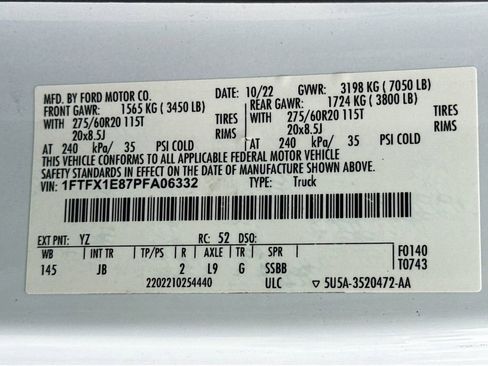 MFD. BY FORD MOTOR CO. DATE: 10/22 GVWR: 3198 KG (7050 LB)
FRONT GAWR: 1565 KG (3450 LB) REAR GAWR: 1724 KG (3800 LB)
WITH 275/60R20 115T TIRES WITH 275/60R20 115T TIRES
20x8.5J RIMS 20x8.5J RIMS
AT 240 kPa/ 35 PSI COLD AT 240 kPa/ 35 PSI COLD
THIS VEHICLE CONFORMS TO ALL APPLICABLE FEDERAL MOTOR VEHICLE
SAFETY STANDARDS IN EFFECT ON THE DATE OF MANUFACTURE SHOWN ABOVE.
VIN: 1FTFX1E87PFA06332 TYPE: Truck
EXT PNT: YZ RC: 52 DSO: F0140
WB INT TR TP/PS R AXLE TR SPR T0743
145 JB 2 L9 G SSBB
2202210254440 ULC ▽ 5U5A-3520472-AA